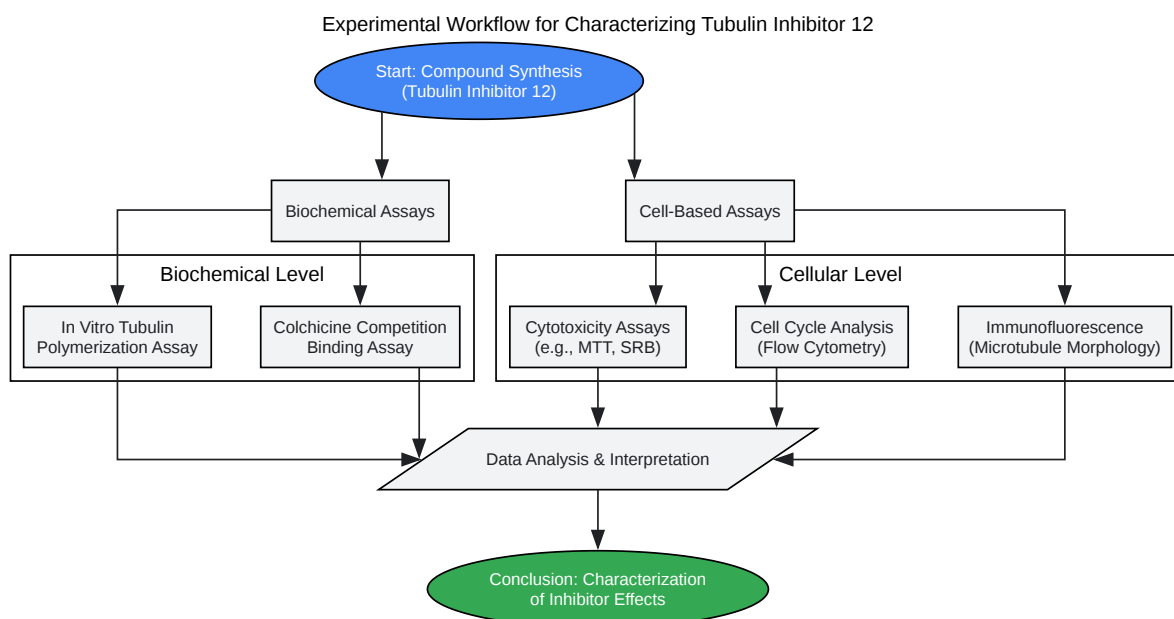 Experimental Workflow for Characterizing Tubulin Inhibitor 12
Start: Compound Synthesis
(Tubulin Inhibitor 12)
Biochemical Assays
Cell-Based Assays
Biochemical Level
Cellular Level
In Vitro Tubulin
Polymerization Assay
Colchicine Competition
Binding Assay
Cytotoxicity Assays
(e.g., MTT, SRB)
Cell Cycle Analysis
(Flow Cytometry)
Immunofluorescence
(Microtubule Morphology)
Data Analysis & Interpretation
Conclusion: Characterization
of Inhibitor Effects